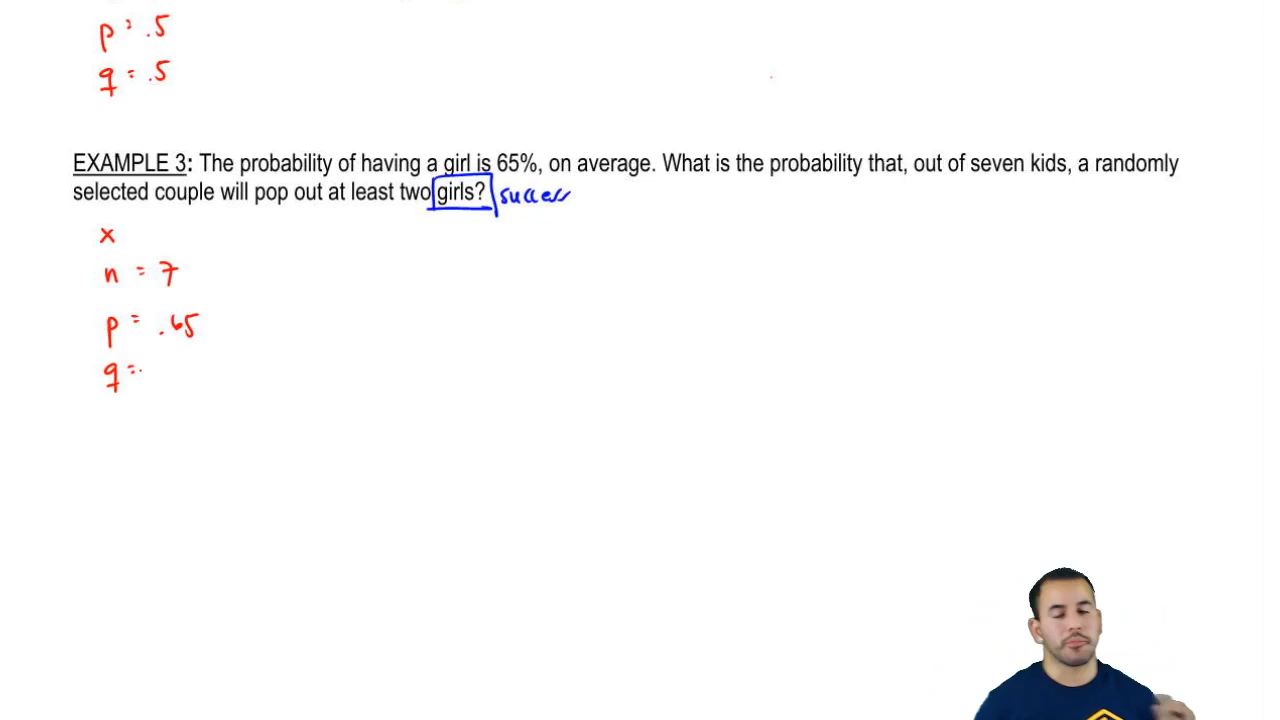 p = .5
q = .5
EXAMPLE 3: The probability of having a girl is 65%, on average. What is the probability that, out of seven kids, a randomly
selected couple will pop out at least two girls? success
x
n = 7
p = .65
q = .